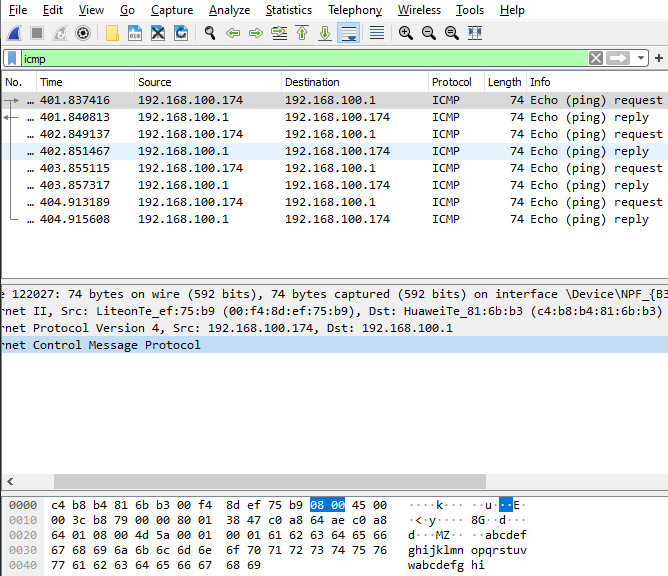 File Edit View Go Capture Analyze Statistics Telephony Wireless Tools Help
icmp
No. Time Source Destination Protocol Length Info
… 401.837416 192.168.100.174 192.168.100.1 ICMP 74 Echo (ping) request
… 401.840813 192.168.100.1 192.168.100.174 ICMP 74 Echo (ping) reply
… 402.849137 192.168.100.174 192.168.100.1 ICMP 74 Echo (ping) request
… 402.851467 192.168.100.1 192.168.100.174 ICMP 74 Echo (ping) reply
… 403.855115 192.168.100.174 192.168.100.1 ICMP 74 Echo (ping) request
… 403.857317 192.168.100.1 192.168.100.174 ICMP 74 Echo (ping) reply
… 404.913189 192.168.100.174 192.168.100.1 ICMP 74 Echo (ping) request
… 404.915608 192.168.100.1 192.168.100.174 ICMP 74 Echo (ping) reply
e 122027: 74 bytes on wire (592 bits), 74 bytes captured (592 bits) on interface \Device\NPF_{B3
rnet II, Src: LiteonTe_ef:75:b9 (00:f4:8d:ef:75:b9), Dst: HuaweiTe_81:6b:b3 (c4:b8:b4:81:6b:b3)
rnet Protocol Version 4, Src: 192.168.100.174, Dst: 192.168.100.1
rnet Control Message Protocol
0000 c4 b8 b4 81 6b b3 00 f4 8d ef 75 b9 08 00 45 00 ····k··· ··u···E·
0010 00 3c b8 79 00 00 80 01 38 47 c0 a8 64 ae c0 a8 ·<·y···· 8G··d···
0020 64 01 08 00 4d 5a 00 01 00 01 61 62 63 64 65 66 d···MZ·· ··abcdef
0030 67 68 69 6a 6b 6c 6d 6e 6f 70 71 72 73 74 75 76 ghijklmn opqrstuv
0040 77 61 62 63 64 65 66 67 68 69 wabcdefg hi